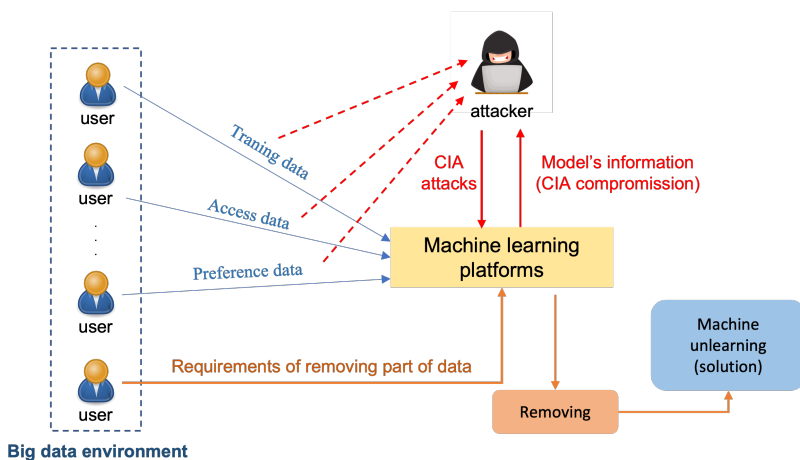 attacker
user
Traning data
CIA
attacks
Model's information
(CIA compromission)
user
Access data
.
.
.
Machine learning
platforms
Preference data
user
Machine
unlearning
(solution)
Requirements of removing part of data
user
Removing
Big data environment